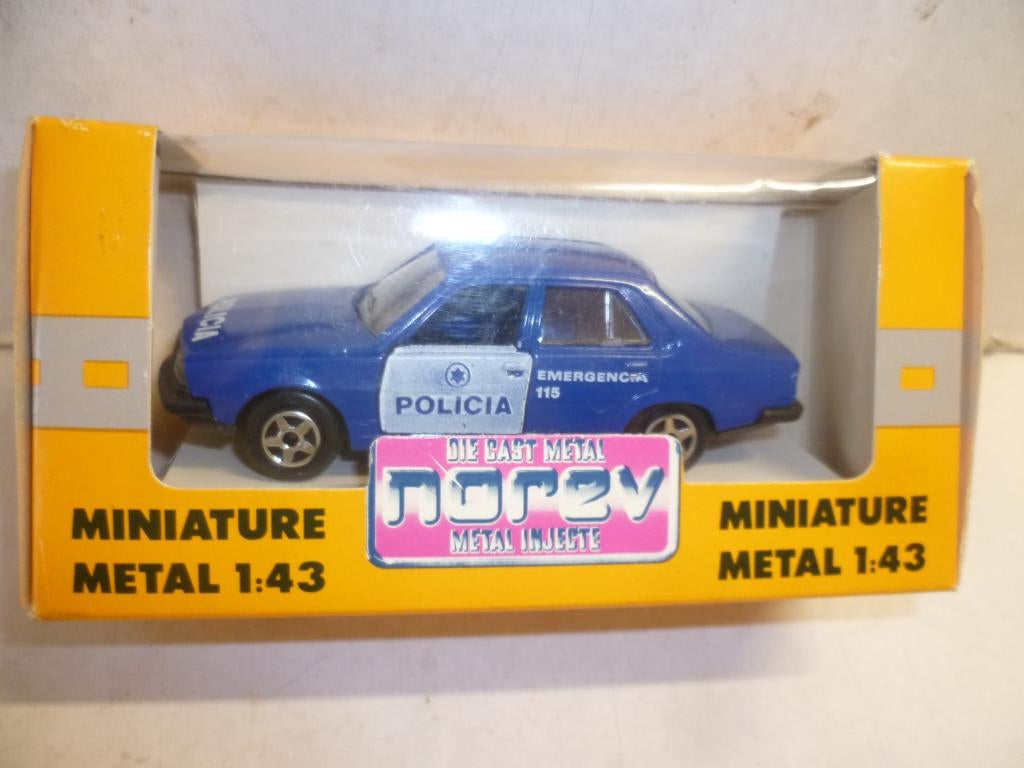 POLICIA
POLICIA
EMERGENCIA
115
DIE CAST METAL
norev
METAL INJECTE
MINIATURE
METAL 1:43
MINIATURE
METAL 1:43